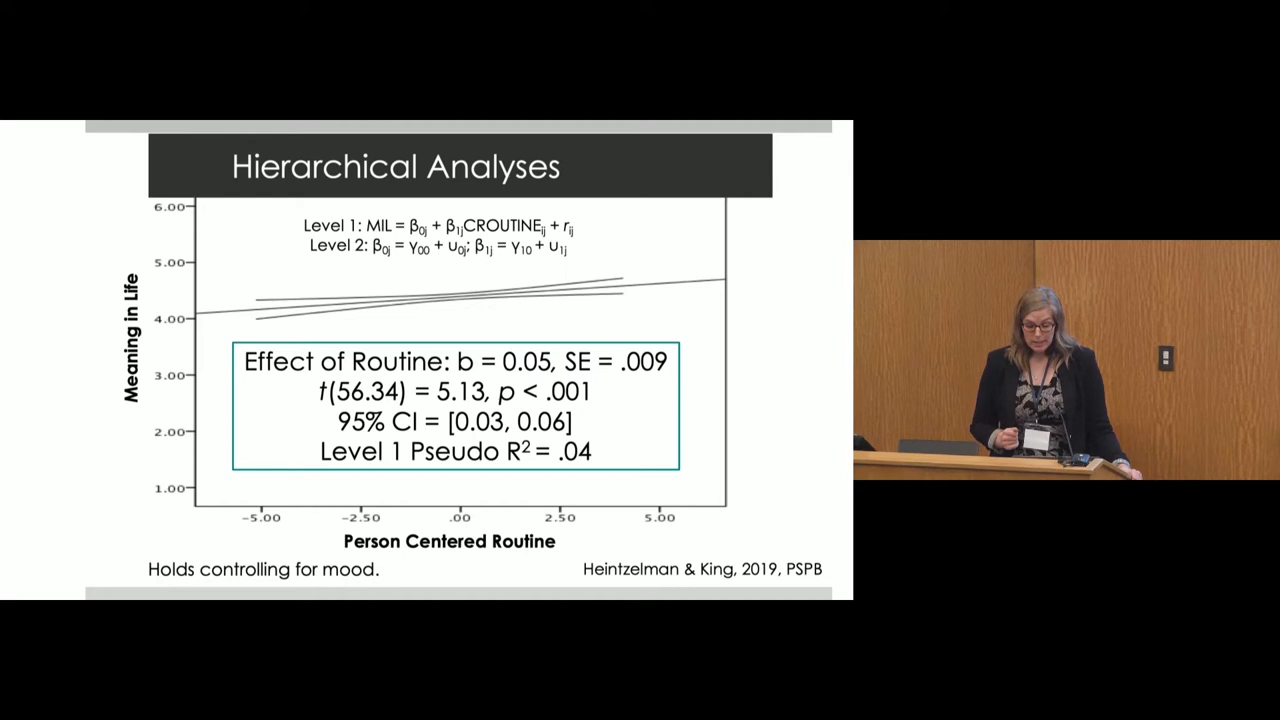 Hierarchical Analyses
Level 1: MIL = β0j + β1jCROUTINEij + rij
Level 2: β0j = γ00 + u0j; β1j = γ10 + u1j
6.00
5.00
4.00
3.00
2.00
1.00
Meaning in Life
Effect of Routine: b = 0.05, SE = .009
t(56.34) = 5.13, p < .001
95% CI = [0.03, 0.06]
Level 1 Pseudo R² = .04
-5.00 -2.50 .00 2.50 5.00
Person Centered Routine
Holds controlling for mood.
Heintzelman & King, 2019, PSPB